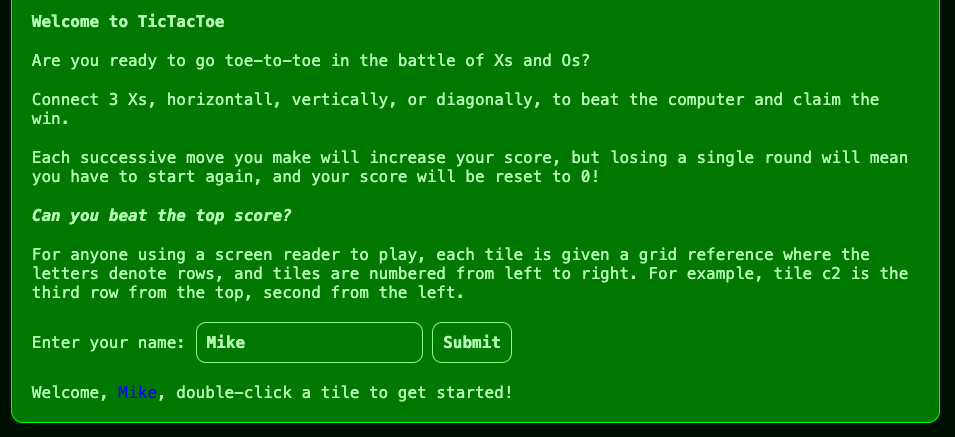 Welcome to TicTacToe
Are you ready to go toe-to-toe in the battle of Xs and Os?
Connect 3 Xs, horizontall, vertically, or diagonally, to beat the computer and claim the
win.
Each successive move you make will increase your score, but losing a single round will mean
you have to start again, and your score will be reset to 0!
Can you beat the top score?
For anyone using a screen reader to play, each tile is given a grid reference where the
letters denote rows, and tiles are numbered from left to right. For example, tile c2 is the
third row from the top, second from the left.
Enter your name: Mike Submit
Welcome, Mike, double-click a tile to get started!